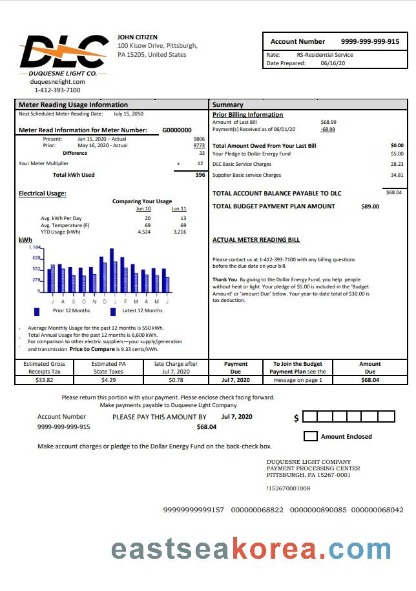 DLC
DUQUESNE LIGHT CO.
duquesnelight.com
1-412-393-7100
JOHN CITIZEN
100 Kisow Drive, Pittsburgh,
PA 15205, United States
Account Number 9999-999-999-915
Rate: RS-Residential Service
Date Prepared: 06/16/20
Meter Reading Usage Information
Next Scheduled Meter Reading Date: July 15, 2050
Meter Read Information for Meter Number: G0000000
Present: Jun 15, 2020 - Actual 9806
Prior: May 16, 2020 - Actual 9773
Difference 33
Your Meter Multiplier x 12
Total kWh Used 396
Electrical Usage:
Comparing Your Usage
Jun 10 Jun 11
Avg. kWh Per Day 20 13
Avg. Temperature (F) 69 69
YTD Usage (kWh) 4,524 3,216
kWh
1,104
828
552
276
0
J A S O N D J F M A M J
Prior 12 Months Latest 12 Months
Average Monthly Usage for the past 12 months is 550 kWh.
Total Annual Usage for the past 12 months is 6,600 kWh.
For comparison to other electric suppliers—your supply/generation
and transmission Price to Compare is 9.33 cents/kWh.
Summary
Prior Billing Information
Amount of Last Bill $68.99
Payment(s) Received as of 06/01/20 -68.99
Total Amount Owed From Your Last Bill $0.00
Your Pledge to Dollar Energy Fund $5.00
DLC Basic Service Charges 28.23
Supplier Basic service Charges 34.81
TOTAL ACCOUNT BALANCE PAYABLE TO DLC $68.04
TOTAL BUDGET PAYMENT PLAN AMOUNT $89.00
ACTUAL METER READING BILL
Please contact us at 1-412-393-7100 with any billing questions
before the due date on your bill.
Thank You. By giving to the Dollar Energy Fund, you help people
without heat or light. Your pledge of $5.00 is included in the "Budget
Amount" or "amount Due" below. Your year-to-date total of $30.00 is
tax deduction.
Estimated Gross Receipts Tax $33.82
Estimated PA State Taxes $4.29
late Charge after Jul 7, 2020 $0.78
Payment Due Jul 7, 2020
To Join the Budget Payment Plan see the message on page 1
Amount Due $68.04
Please return this portion with your payment. Please enclose check facing forward.
Make payments payable to Duquesne Light Company
Account Number PLEASE PAY THIS AMOUNT BY Jul 7, 2020
9999-999-999-915 $68.04
$
Amount Enclosed
Make account charges or pledge to the Dollar Energy Fund on the back-check box.
DUQUESNE LIGHT COMPANY
PAYMENT PROCESSING CENTER
PITTSBURGH, PA 15267-0001
!152670001008
99999999999157 000000068822 000000890085 000000068042
eastseakorea.com